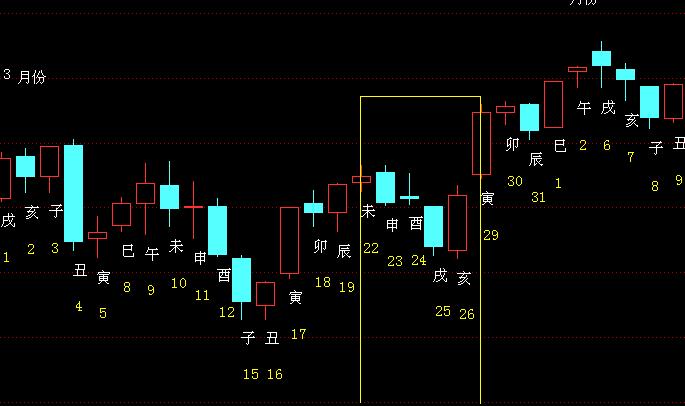 月份
3 月份
戌 亥 子 丑 寅 巳 午 未 申 酉 子 丑 寅 卯 辰 未 申 酉 戌 亥 寅 卯 辰 巳 午 戌 亥 子 丑
1 2 3 4 5 8 9 10 11 12 15 16 17 18 19 22 23 24 25 26 29 30 31 1 2 6 7 8 9